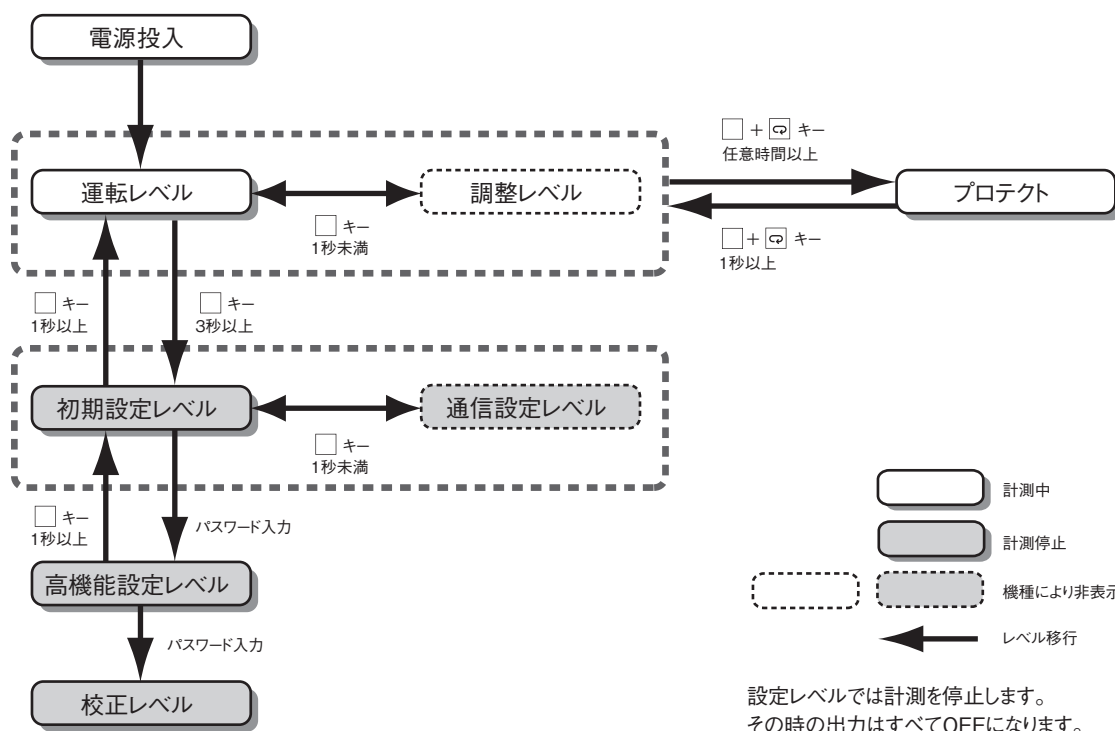 電源投入
運転レベル
調整レベル
プロテクト
+ キー
任意時間以上
+ キー
1秒以上
キー
1秒未満
キー
1秒以上
キー
3秒以上
初期設定レベル
通信設定レベル
キー
1秒未満
キー
1秒以上
パスワード入力
高機能設定レベル
パスワード入力
校正レベル
計測中
計測停止
機種により非表示
レベル移行
設定レベルでは計測を停止します。
その時の出力はすべてOFFになります。